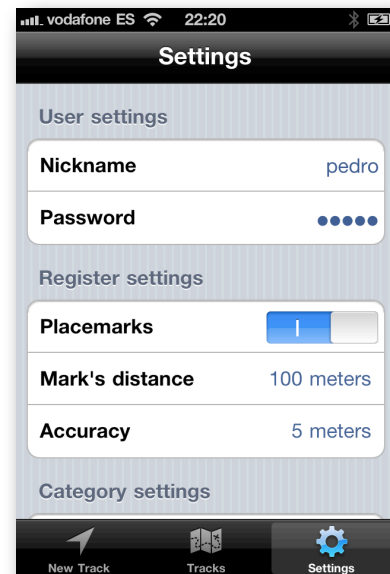 vodafone ES 22:20
Settings
User settings
Nickname pedro
Password •••••
Register settings
Placemarks
Mark's distance 100 meters
Accuracy 5 meters
Category settings
New Track Tracks Settings